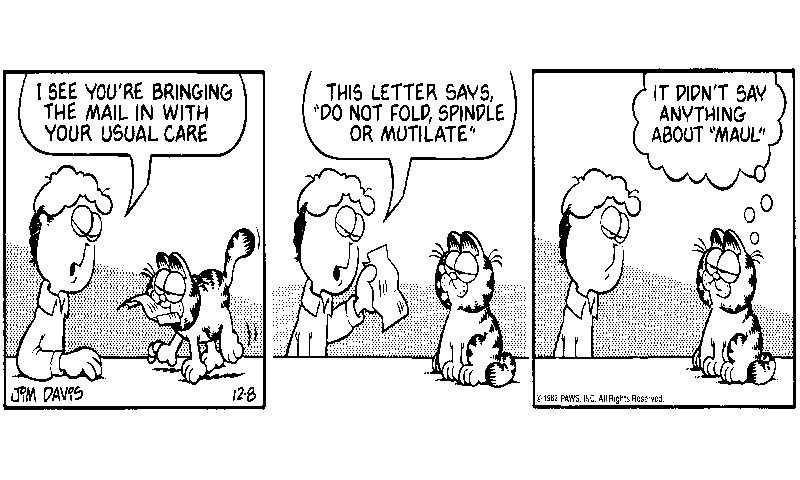 I SEE YOU'RE BRINGING
THE MAIL IN WITH
YOUR USUAL CARE
JIM DAVIS
12-8
THIS LETTER SAYS,
"DO NOT FOLD, SPINDLE
OR MUTILATE"
IT DIDN'T SAY
ANYTHING
ABOUT "MAUL"
© 1982 PAWS, INC. All Rights Reserved.